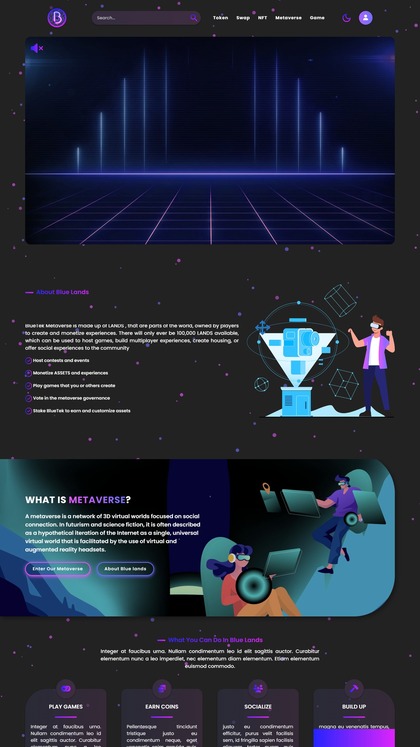 B
Search...
Token Swap NFT Metaverse Game
About Blue Lands
BlueTek Metaverse is made up of LANDS, that are parts of the world, owned by players
to create and monetize experiences. There will only ever be 100,000 LANDS available,
which can be used to host games, build multiplayer experiences, create housing, or
offer social experiences to the community
Host contests and events
Monetize ASSETS and experiences
Play games that you or others create
Vote in the metaverse governance
Stake BlueTek to earn and customize assets
WHAT IS METAVERSE?
A metaverse is a network of 3D virtual worlds focused on social
connection. In futurism and science fiction, it is often described
as a hypothetical iteration of the Internet as a single, universal
virtual world that is facilitated by the use of virtual and
augmented reality headsets.
Enter Our Metaverse
About Blue lands
What You Can Do in Blue Lands
Integer at faucibus urna. Nullam condimentum leo id elit sagittis auctor. Curabitur
elementum nunc a leo imperdiet, nec elementum diam elementum. Etiam elementum
euismod commodo.
PLAY GAMES
Integer at faucibus urna.
Nullam condimentum leo id
elit sagittis auctor. Curabitur
EARN COINS
Pellentesque tincidunt
tristique justo eu
condimentum neque, eget
SOCIALIZE
justo eu condimentum
efficitur, purus velit
sem, id fringilla sapien
BUILD UP
magna eu venenatis tempus,